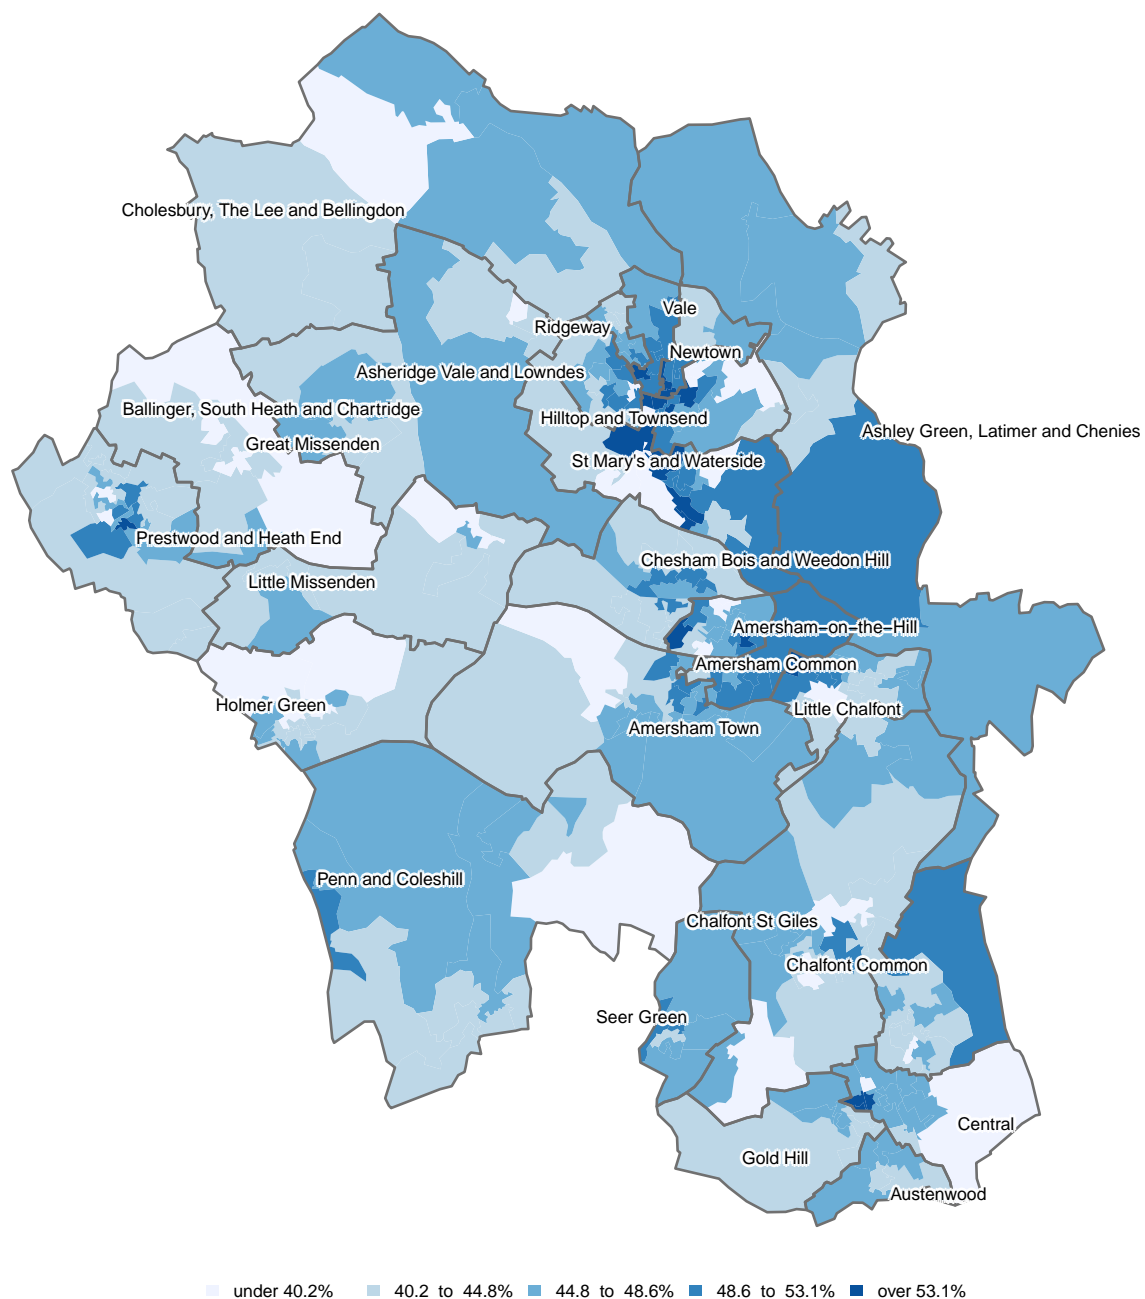 Cholesbury, The Lee and Bellingdon
Vale
Ridgeway
Newtown
Asheridge Vale and Lowndes
Ballinger, South Heath and Chartridge
Hilltop and Townsend
Ashley Green, Latimer and Chenies
Great Missenden
St Mary's and Waterside
Prestwood and Heath End
Chesham Bois and Weedon Hill
Little Missenden
Amersham–on–the–Hill
Amersham Common
Holmer Green
Little Chalfont
Amersham Town
Penn and Coleshill
Chalfont St Giles
Chalfont Common
Seer Green
Central
Gold Hill
Austenwood
under 40.2% 40.2 to 44.8% 44.8 to 48.6% 48.6 to 53.1% over 53.1%